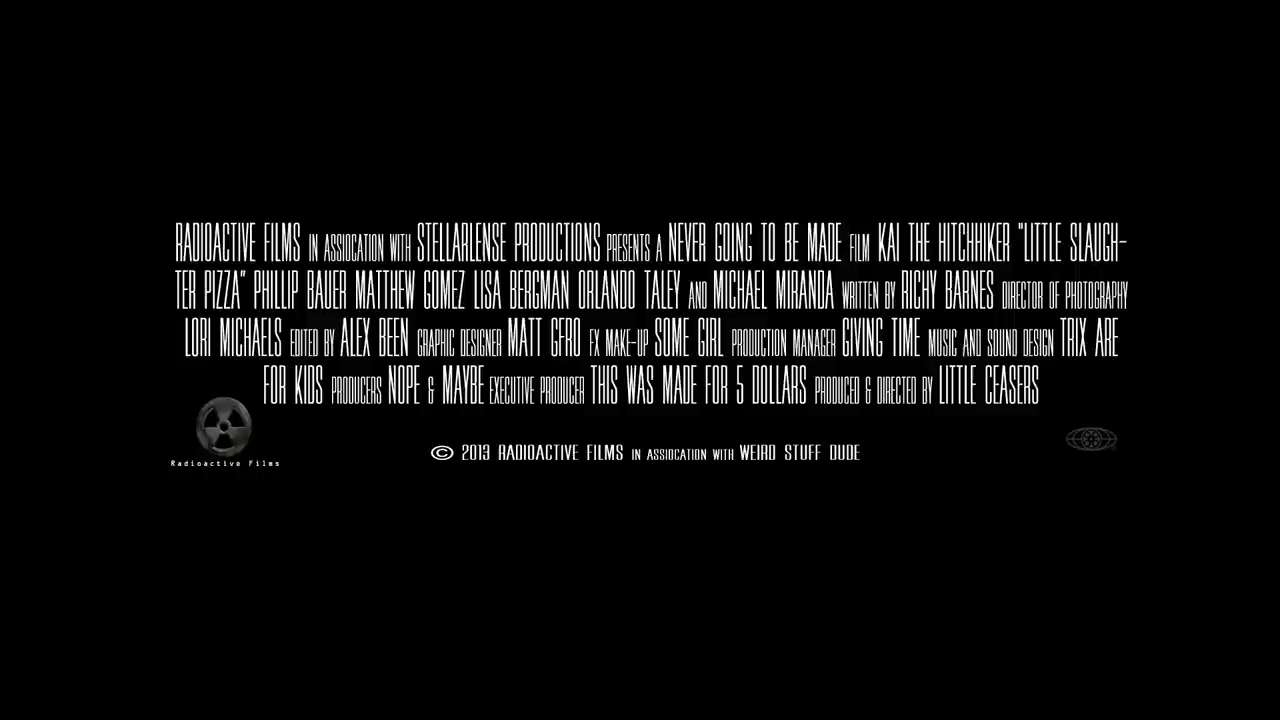 RADIOACTIVE FILMS IN ASSIOCATION WITH STELLARLENSE PRODUCTIONS PRESENTS A NEVER GOING TO BE MADE FILM KAI THE HITCHHIKER "LITTLE SLAUGH-
TER PIZZA" PHILLIP BAUER MATTHEW GOMEZ LISA BERGMAN ORLANDO TALEY AND MICHAEL MIRANDA WRITTEN BY RICHY BARNES DIRECTOR OF PHOTOGRAPHY
LORI MICHAELS EDITED BY ALEX BEEN GRAPHIC DESIGNER MATT GFRO FX MAKE-UP SOME GIRL PRODUCTION MANAGER GIVING TIME MUSIC AND SOUND DESIGN TRIX ARE
FOR KIDS PRODUCERS NOPE & MAYBE EXECUTIVE PRODUCER THIS WAS MADE FOR 5 DOLLARS PRODUCED & DIRECTED BY LITTLE CEASERS
© 2013 RADIOACTIVE FILMS IN ASSIOCATION WITH WEIRD STUFF DUDE
Radioactive Films